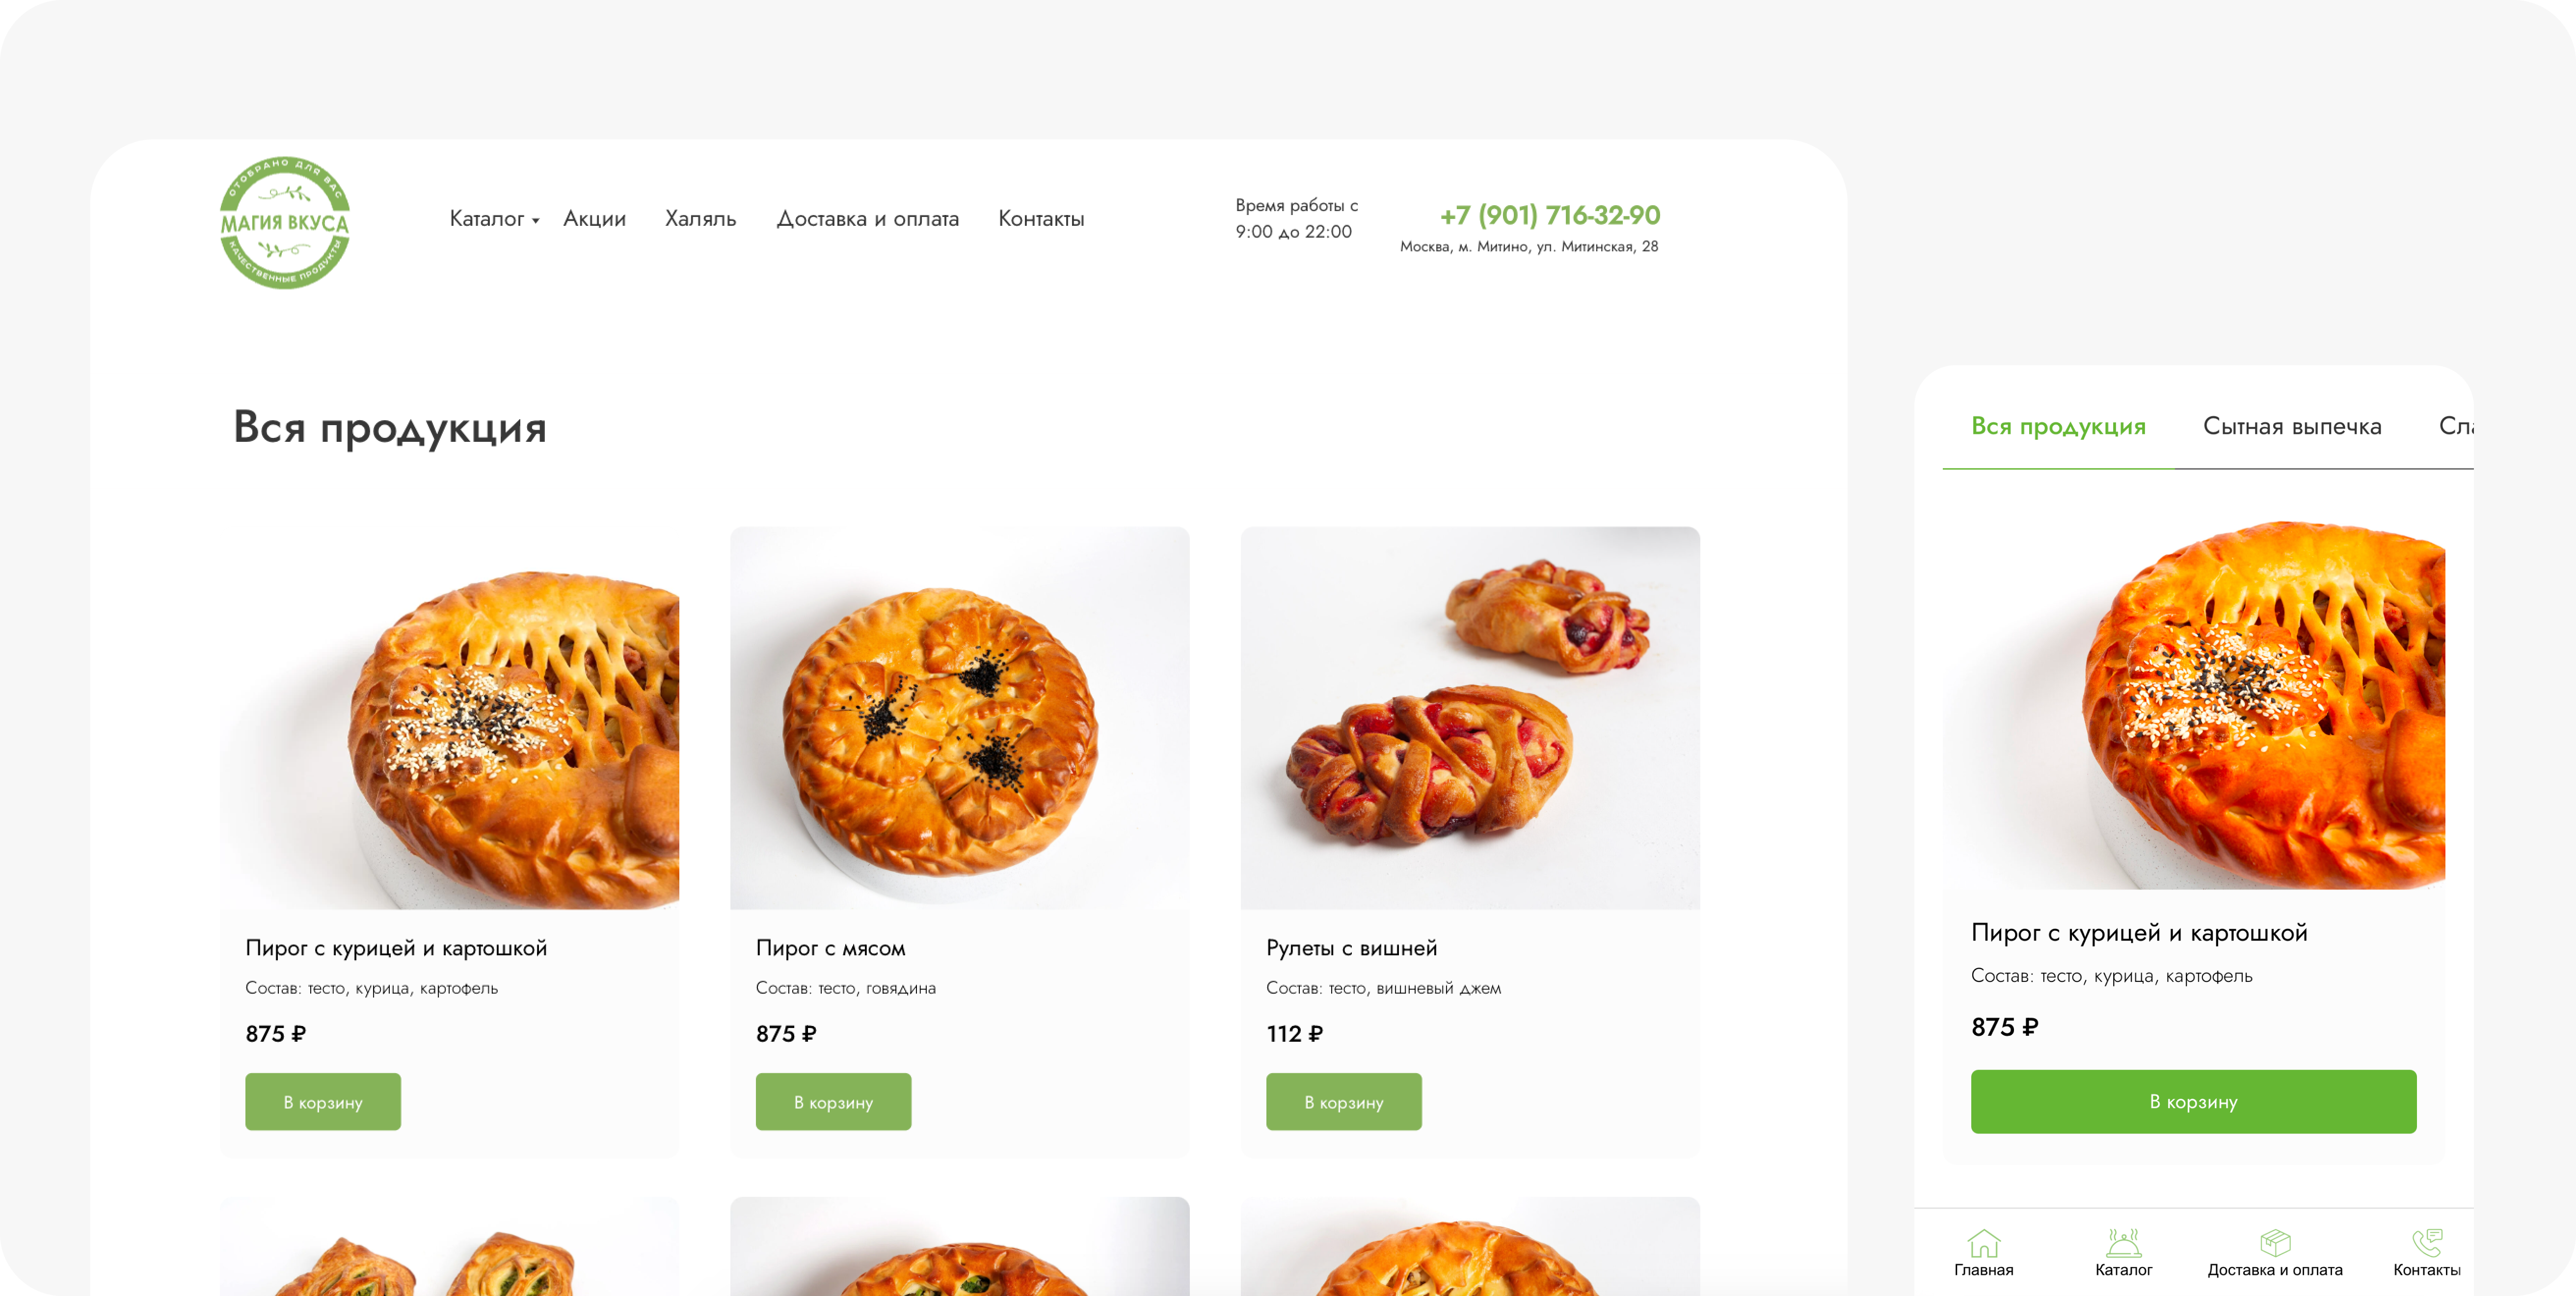 ОТОБРАНО ДЛЯ ВАС
МАГИЯ ВКУСА
КАЧЕСТВЕННЫЕ ПРОДУКТЫ
Каталог Акции Халяль Доставка и оплата Контакты
Время работы с
9:00 до 22:00
+7 (901) 716-32-90
Москва, м. Митино, ул. Митинская, 28
Вся продукция
Пирог с курицей и картошкой
Состав: тесто, курица, картофель
875 ₽
В корзину
Пирог с мясом
Состав: тесто, говядина
875 ₽
В корзину
Рулеты с вишней
Состав: тесто, вишневый джем
112 ₽
В корзину
Вся продукция Сытная выпечка
Пирог с курицей и картошкой
Состав: тесто, курица, картофель
875 ₽
В корзину
Главная Каталог Доставка и оплата Контакты